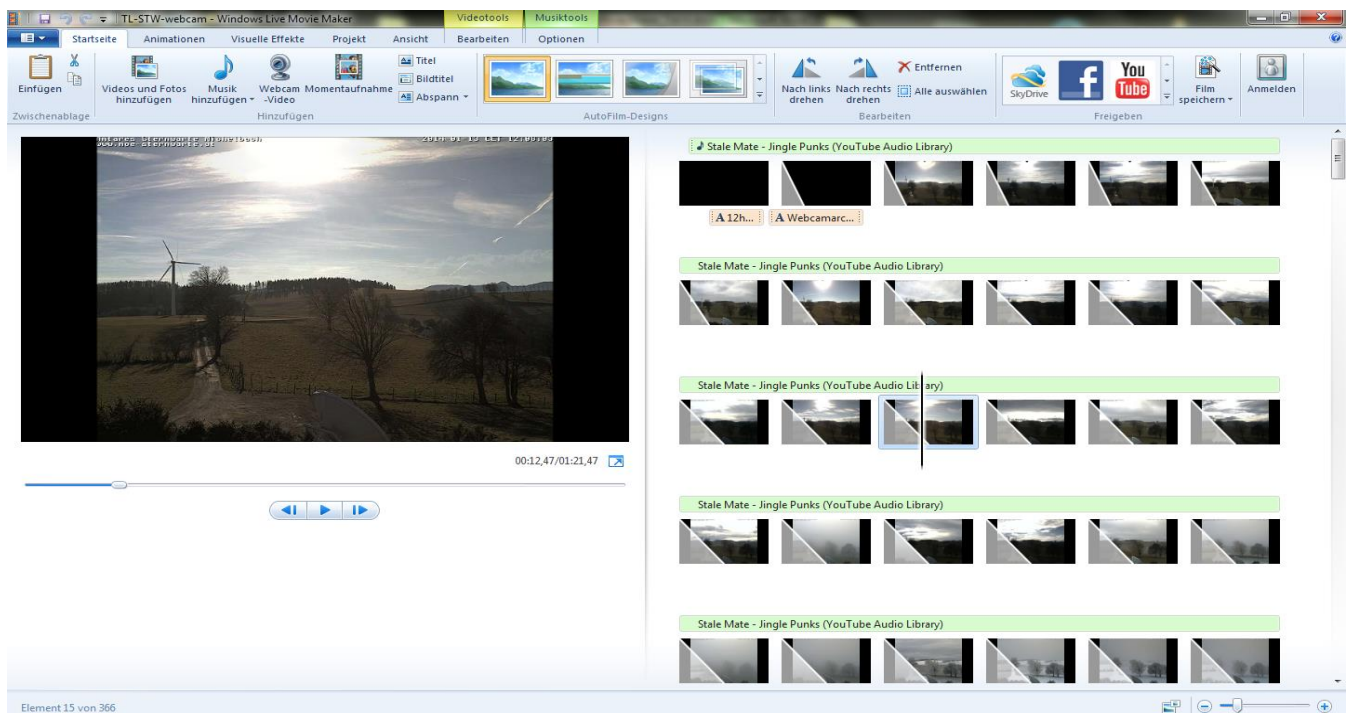 TL-STW-webcam - Windows Live Movie Maker
Videotools
Musiktools
Startseite
Animationen
Visuelle Effekte
Projekt
Ansicht
Bearbeiten
Optionen
Einfügen
Zwischenablage
Videos und Fotos
hinzufügen
Musik
hinzufügen
Webcam
-Video
Momentaufnahme
Titel
Bildtitel
Abspann
Hinzufügen
AutoFilm-Designs
Nach links
drehen
Nach rechts
drehen
Entfernen
Alle auswählen
Bearbeiten
SkyDrive
f
You
Tube
Freigeben
Film
speichern
Anmelden
00:12,47/01:21,47
Stale Mate - Jingle Punks (YouTube Audio Library)
A 12h...
A Webcamarc...
Stale Mate - Jingle Punks (YouTube Audio Library)
Stale Mate - Jingle Punks (YouTube Audio Library)
Stale Mate - Jingle Punks (YouTube Audio Library)
Stale Mate - Jingle Punks (YouTube Audio Library)
Element 15 von 366